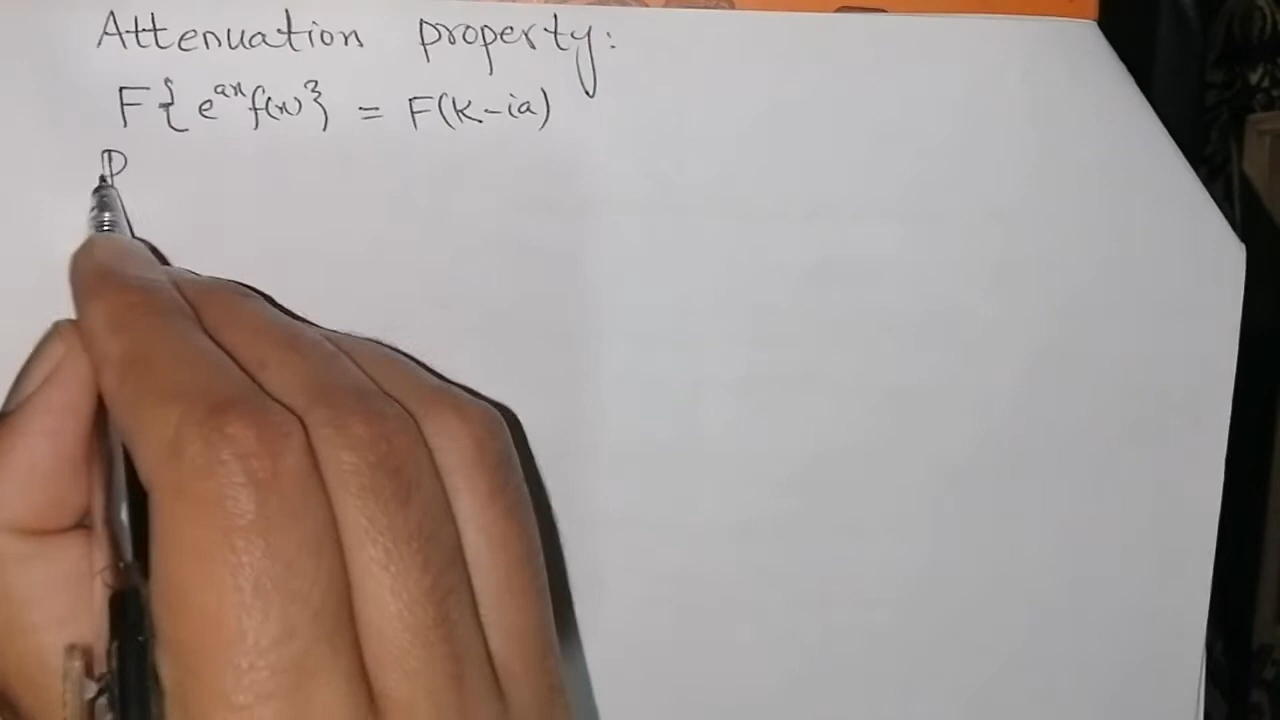 Attenuation property:
F{e^{ax}f(x)} = F(k-ia)
P